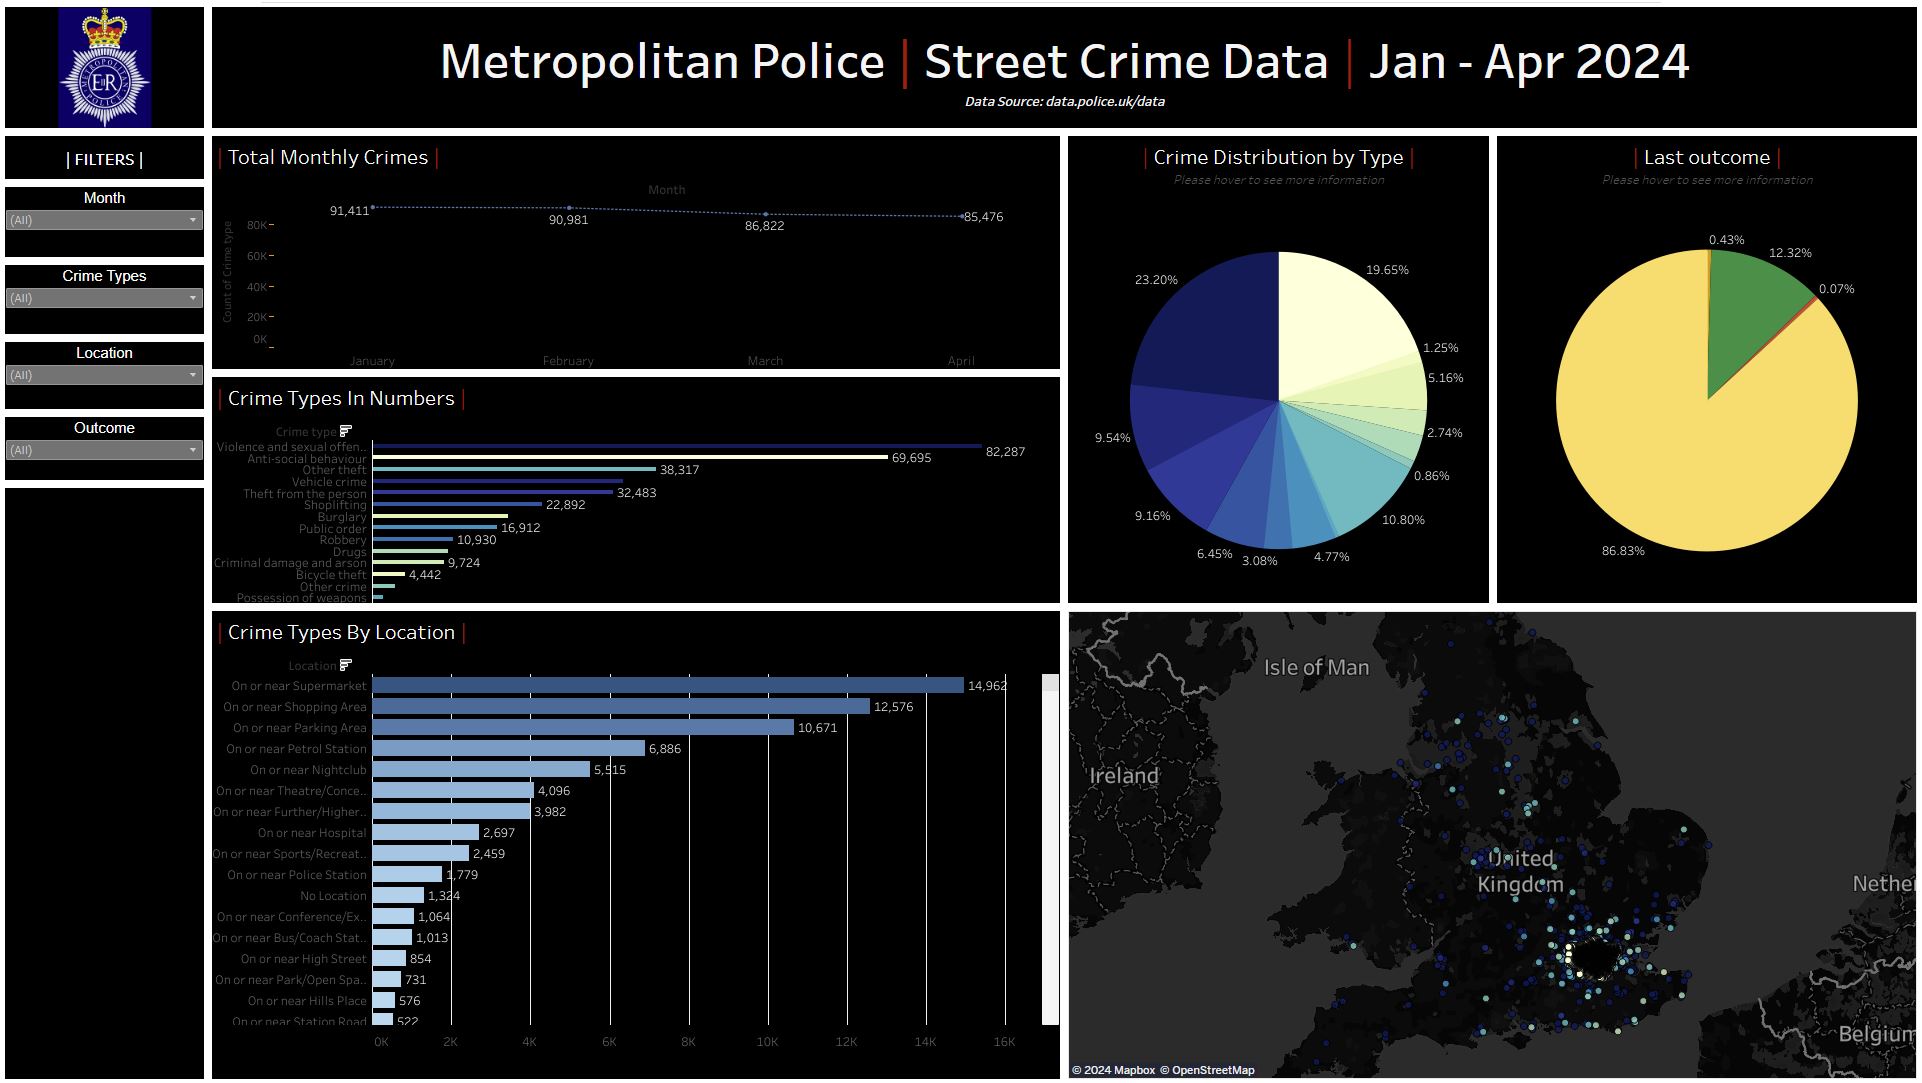 Metropolitan Police | Street Crime Data | Jan - Apr 2024
Data Source: data.police.uk/data
METROPOLITAN
EIIR
POLICE
| FILTERS |
Month
(All)
Crime Types
(All)
Location
(All)
Outcome
(All)
| Total Monthly Crimes |
Month
Count of Crime type
80K
60K
40K
20K
0K
91,411
90,981
86,822
85,476
January
February
March
April
| Crime Types In Numbers |
Crime type
Violence and sexual offen.. 82,287
Anti-social behaviour 69,695
Other theft 38,317
Vehicle crime
Theft from the person 32,483
Shoplifting 22,892
Burglary
Public order 16,912
Robbery 10,930
Drugs
Criminal damage and arson 9,724
Bicycle theft 4,442
Other crime
Possession of weapons
| Crime Types By Location |
Location
On or near Supermarket 14,962
On or near Shopping Area 12,576
On or near Parking Area 10,671
On or near Petrol Station 6,886
On or near Nightclub 5,515
On or near Theatre/Conce.. 4,096
On or near Further/Higher.. 3,982
On or near Hospital 2,697
On or near Sports/Recreat.. 2,459
On or near Police Station 1,779
No Location 1,324
On or near Conference/Ex.. 1,064
On or near Bus/Coach Stat.. 1,013
On or near High Street 854
On or near Park/Open Spa.. 731
On or near Hills Place 576
On or near Station Road 522
0K 2K 4K 6K 8K 10K 12K 14K 16K
| Crime Distribution by Type |
Please hover to see more information
23.20%
19.65%
1.25%
5.16%
2.74%
0.86%
10.80%
4.77%
3.08%
6.45%
9.16%
9.54%
| Last outcome |
Please hover to see more information
0.43%
12.32%
0.07%
86.83%
Isle of Man
Ireland
United
Kingdom
Nether
Belgium
© 2024 Mapbox © OpenStreetMap